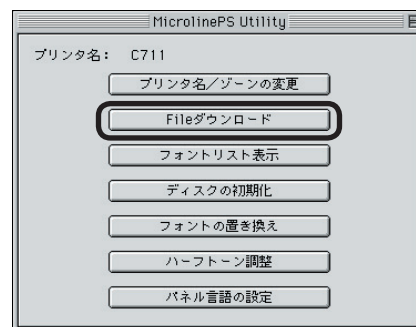 MicrolinePS Utility
プリンタ名： C711
プリンタ名／ゾーンの変更
Fileダウンロード
フォントリスト表示
ディスクの初期化
フォントの置き換え
ハーフトーン調整
パネル言語の設定